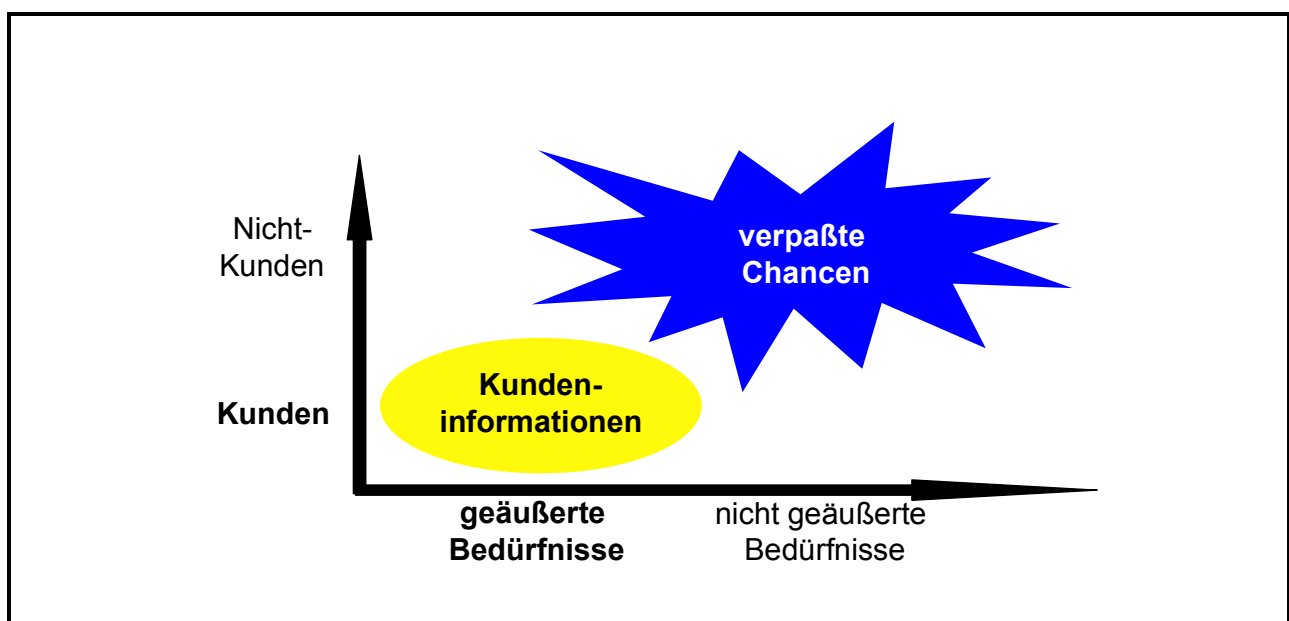 verpaßte
Chancen
Nicht-
Kunden
Kunden-
informationen
Kunden
geäußerte
Bedürfnisse
nicht geäußerte
Bedürfnisse